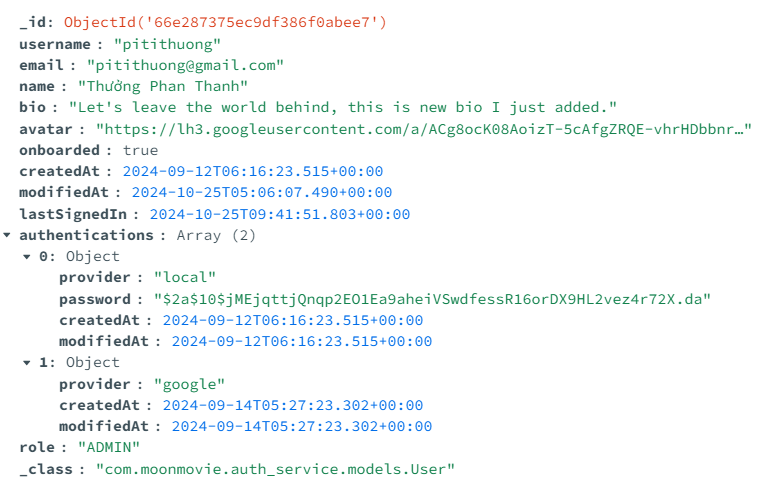 _id: ObjectId('66e287375ec9df386f0abee7')
username : "pitithuong"
email : "pitithuong@gmail.com"
name : "Thưởng Phan Thanh"
bio : "Let's leave the world behind, this is new bio I just added."
avatar : "https://lh3.googleusercontent.com/a/ACg8ocK08AoizT-5cAfgZRQE-vhrHDbbnr…"
onboarded : true
createdAt : 2024-09-12T06:16:23.515+00:00
modifiedAt : 2024-10-25T05:06:07.490+00:00
lastSignedIn : 2024-10-25T09:41:51.803+00:00
authentications : Array (2)
0: Object
provider : "local"
password : "$2a$10$jMEjqttjQnqp2EO1Ea9aheiVSwdfessR16orDX9HL2vez4r72X.da"
createdAt : 2024-09-12T06:16:23.515+00:00
modifiedAt : 2024-09-12T06:16:23.515+00:00
1: Object
provider : "google"
createdAt : 2024-09-14T05:27:23.302+00:00
modifiedAt : 2024-09-14T05:27:23.302+00:00
role : "ADMIN"
_class : "com.moonmovie.auth_service.models.User"